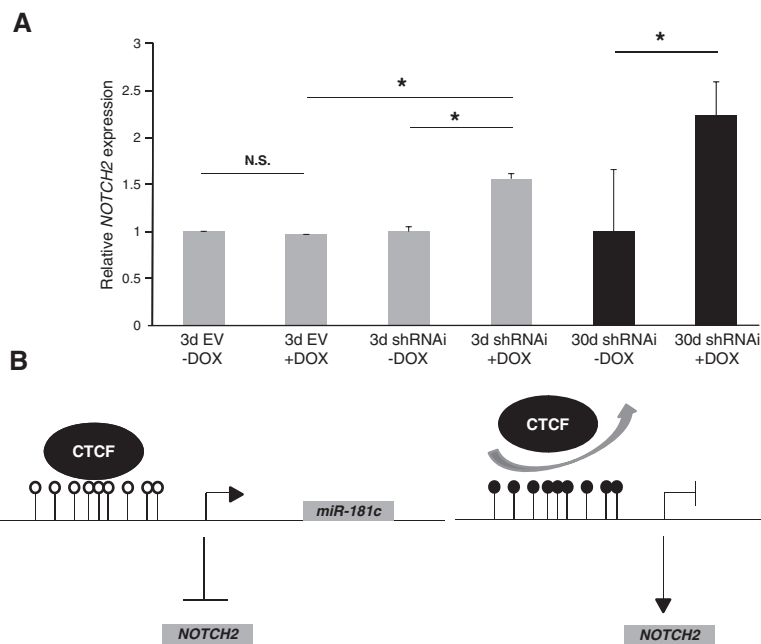 A
Relative NOTCH2 expression
3
2.5
2
1.5
1
0.5
0
N.S.
*
*
*
3d EV
-DOX
3d EV
+DOX
3d shRNAi
-DOX
3d shRNAi
+DOX
30d shRNAi
-DOX
30d shRNAi
+DOX
B
CTCF
miR-181c
NOTCH2
CTCF
NOTCH2